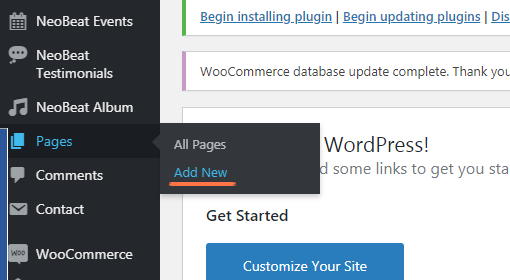 NeoBeat Events
NeoBeat
Testimonials
NeoBeat Album
Pages
Comments
Contact
Woo WooCommerce
Begin installing plugin | Begin updating plugins | Dis
WooCommerce database update complete. Thank you
All Pages
Add New
WordPress!
d some links to get you sta
Get Started
Customize Your Site